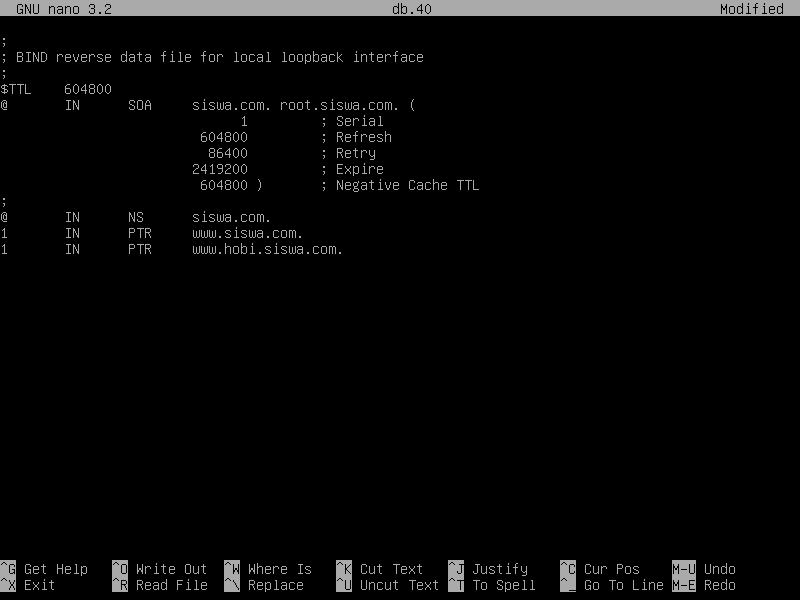 GNU nano 3.2 db.40 Modified
;
; BIND reverse data file for local loopback interface
;
$TTL 604800
@ IN SOA siswa.com. root.siswa.com. (
1 ; Serial
604800 ; Refresh
86400 ; Retry
2419200 ; Expire
604800 ) ; Negative Cache TTL
;
@ IN NS siswa.com.
1 IN PTR www.siswa.com.
1 IN PTR www.hobi.siswa.com.
^G Get Help ^O Write Out ^W Where Is ^K Cut Text ^J Justify ^C Cur Pos M-U Undo
^X Exit ^R Read File ^\ Replace ^U Uncut Text ^T To Spell ^_ Go To Line M-E Redo